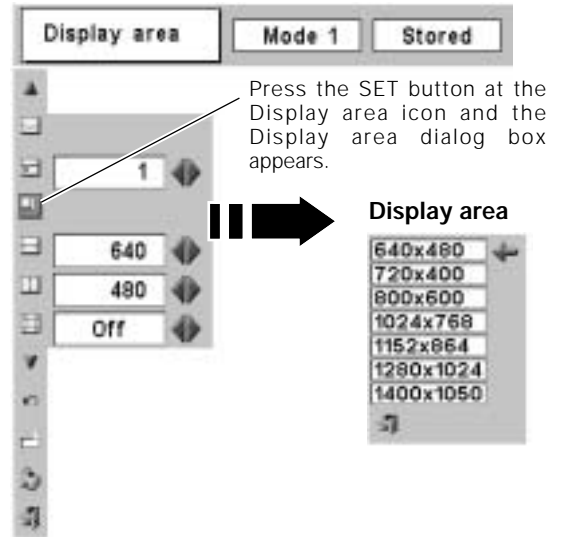 Display area Mode 1 Stored
Press the SET button at the
Display area icon and the
Display area dialog box
appears.
1
640
480
Off
Display area
640x480
720x400
800x600
1024x768
1152x864
1280x1024
1400x1050